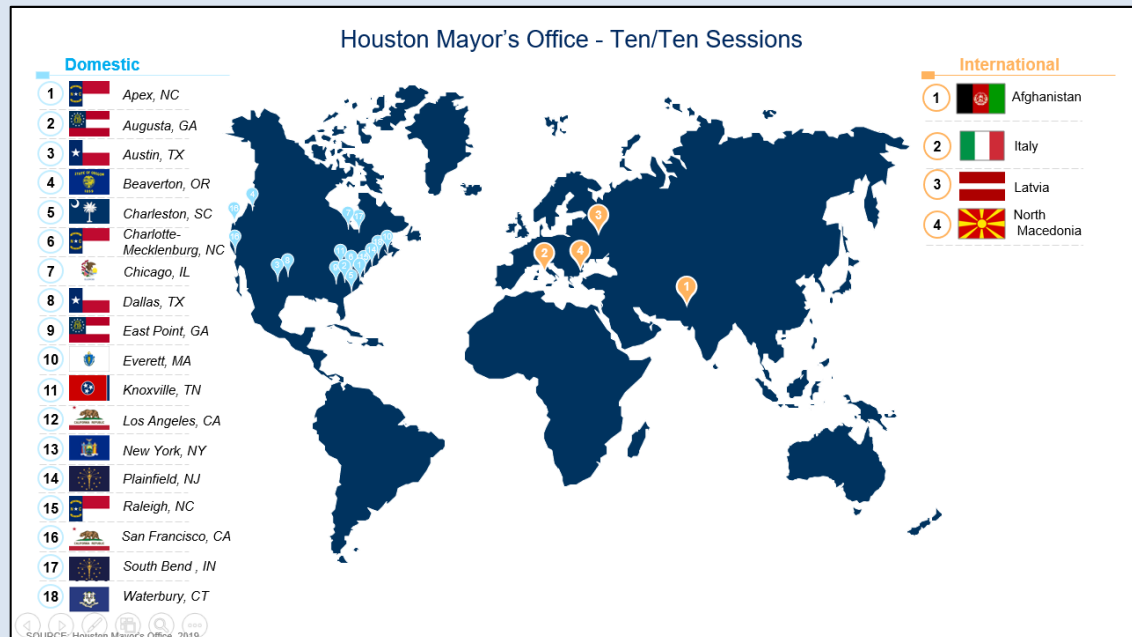 Houston Mayor's Office - Ten/Ten Sessions
Domestic
1 Apex, NC
2 Augusta, GA
3 Austin, TX
4 Beaverton, OR
5 Charleston, SC
6 Charlotte-
Mecklenburg, NC
7 Chicago, IL
8 Dallas, TX
9 East Point, GA
10 Everett, MA
11 Knoxville, TN
12 Los Angeles, CA
13 New York, NY
14 Plainfield, NJ
15 Raleigh, NC
16 San Francisco, CA
17 South Bend , IN
18 Waterbury, CT
SOURCE: Houston Mayor's Office, 2019
International
1 Afghanistan
2 Italy
3 Latvia
4 North
Macedonia
3
2
4
1